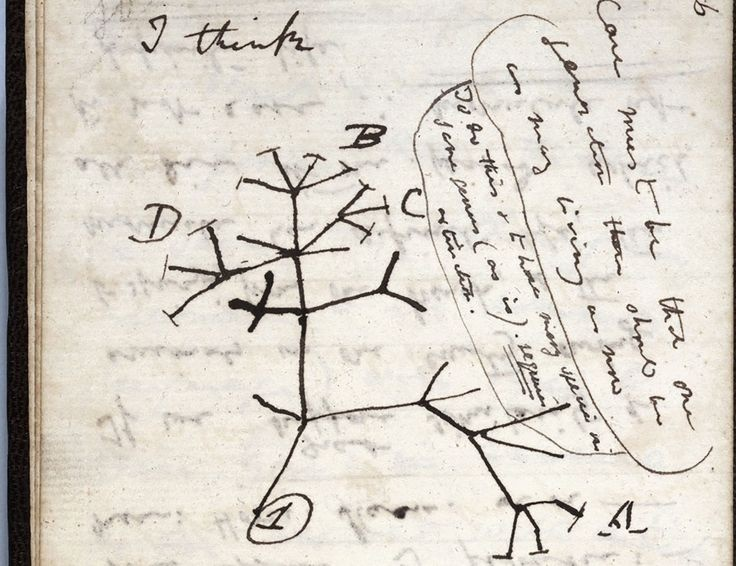 I think
B
C
D
A
1
Case must be that one
generation then should be
as many living as now
To do this & to have many species in
same genus (as is). requires
extinction.